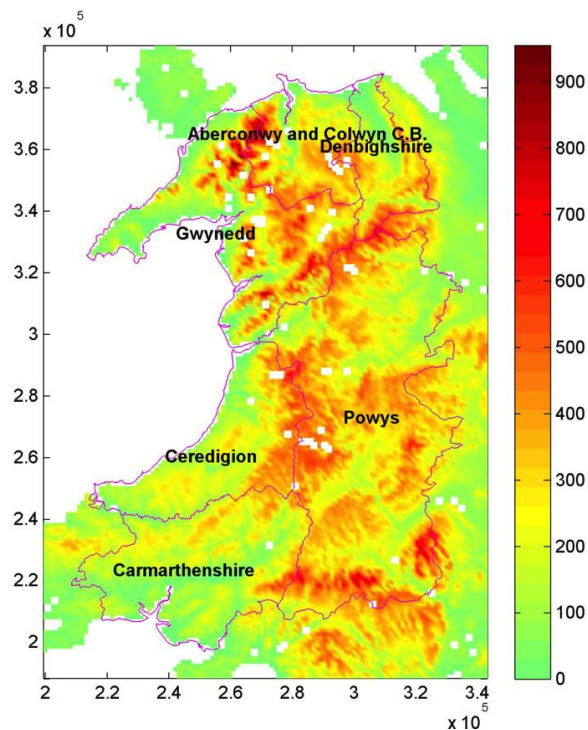 x 10^5
3.8
3.6
3.4
3.2
3
2.8
2.6
2.4
2.2
2
2 2.2 2.4 2.6 2.8 3 3.2 3.4
x 10^5
Aberconwy and Colwyn C.B.
Denbighshire
Gwynedd
Powys
Ceredigion
Carmarthenshire
900
800
700
600
500
400
300
200
100
0